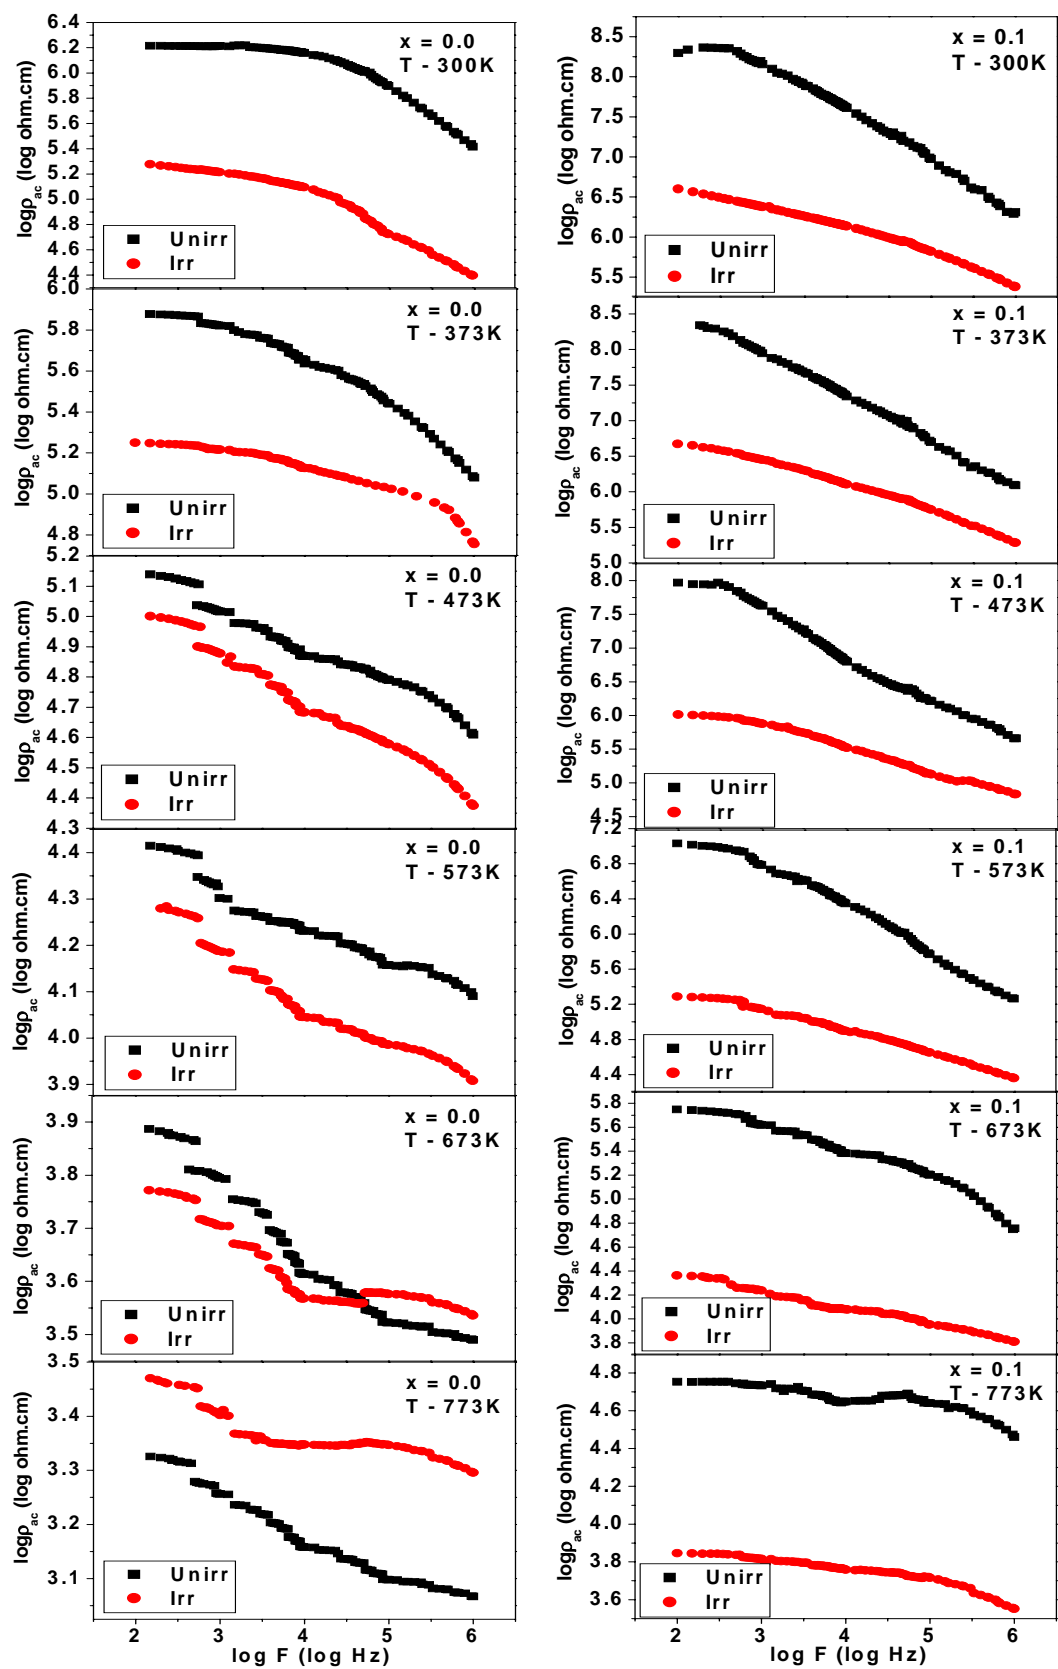 6.4
6.2
6.0
5.8
5.6
5.4
5.2
5.0
4.8
4.6
4.4
logρac (log ohm.cm)
x = 0.0
T - 300K
Unirr
Irr
6.0
5.8
5.6
5.4
5.2
5.0
4.8
logρac (log ohm.cm)
x = 0.0
T - 373K
Unirr
Irr
5.2
5.1
5.0
4.9
4.8
4.7
4.6
4.5
4.4
4.3
logρac (log ohm.cm)
x = 0.0
T - 473K
Unirr
Irr
4.4
4.3
4.2
4.1
4.0
3.9
logρac (log ohm.cm)
x = 0.0
T - 573K
Unirr
Irr
3.9
3.8
3.7
3.6
3.5
logρac (log ohm.cm)
x = 0.0
T - 673K
Unirr
Irr
3.5
3.4
3.3
3.2
3.1
logρac (log ohm.cm)
x = 0.0
T - 773K
Unirr
Irr
2 3 4 5 6
log F (log Hz)
8.5
8.0
7.5
7.0
6.5
6.0
5.5
logρac (log ohm.cm)
x = 0.1
T - 300K
Unirr
Irr
8.5
8.0
7.5
7.0
6.5
6.0
5.5
5.0
logρac (log ohm.cm)
x = 0.1
T - 373K
Unirr
Irr
8.0
7.5
7.0
6.5
6.0
5.5
5.0
4.5
logρac (log ohm.cm)
x = 0.1
T - 473K
Unirr
Irr
7.2
6.8
6.4
6.0
5.6
5.2
4.8
4.4
logρac (log ohm.cm)
x = 0.1
T - 573K
Unirr
Irr
5.8
5.6
5.4
5.2
5.0
4.8
4.6
4.4
4.2
4.0
3.8
logρac (log ohm.cm)
x = 0.1
T - 673K
Unirr
Irr
4.8
4.6
4.4
4.2
4.0
3.8
3.6
logρac (log ohm.cm)
x = 0.1
T - 773K
Unirr
Irr
2 3 4 5 6
log F (log Hz)